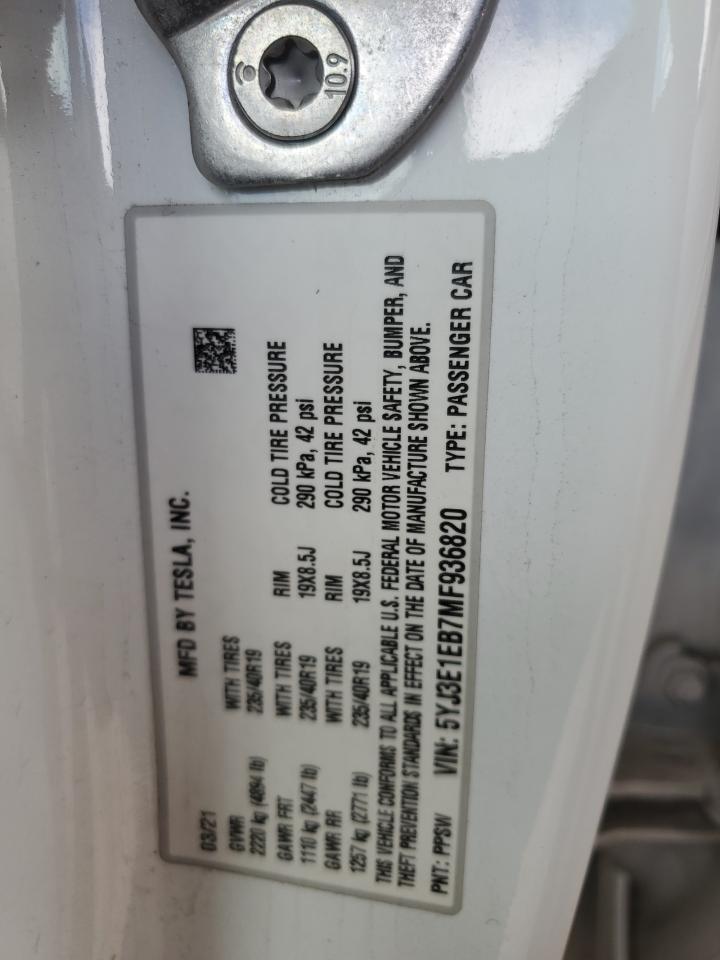 10.9
MFD BY TESLA, INC.
03/21
GVWR WITH TIRES
2220 kg (4894 lb) 235/40R19
GAWR FRT WITH TIRES RIM COLD TIRE PRESSURE
1110 kg (2447 lb) 235/40R19 19X8.5J 290 kPa, 42 psi
GAWR RR WITH TIRES RIM COLD TIRE PRESSURE
1257 kg (2771 lb) 235/40R19 19X8.5J 290 kPa, 42 psi
THIS VEHICLE CONFORMS TO ALL APPLICABLE U.S. FEDERAL MOTOR VEHICLE SAFETY, BUMPER, AND
THEFT PREVENTION STANDARDS IN EFFECT ON THE DATE OF MANUFACTURE SHOWN ABOVE.
PNT: PPSW VIN: 5YJ3E1EB7MF936820 TYPE: PASSENGER CAR